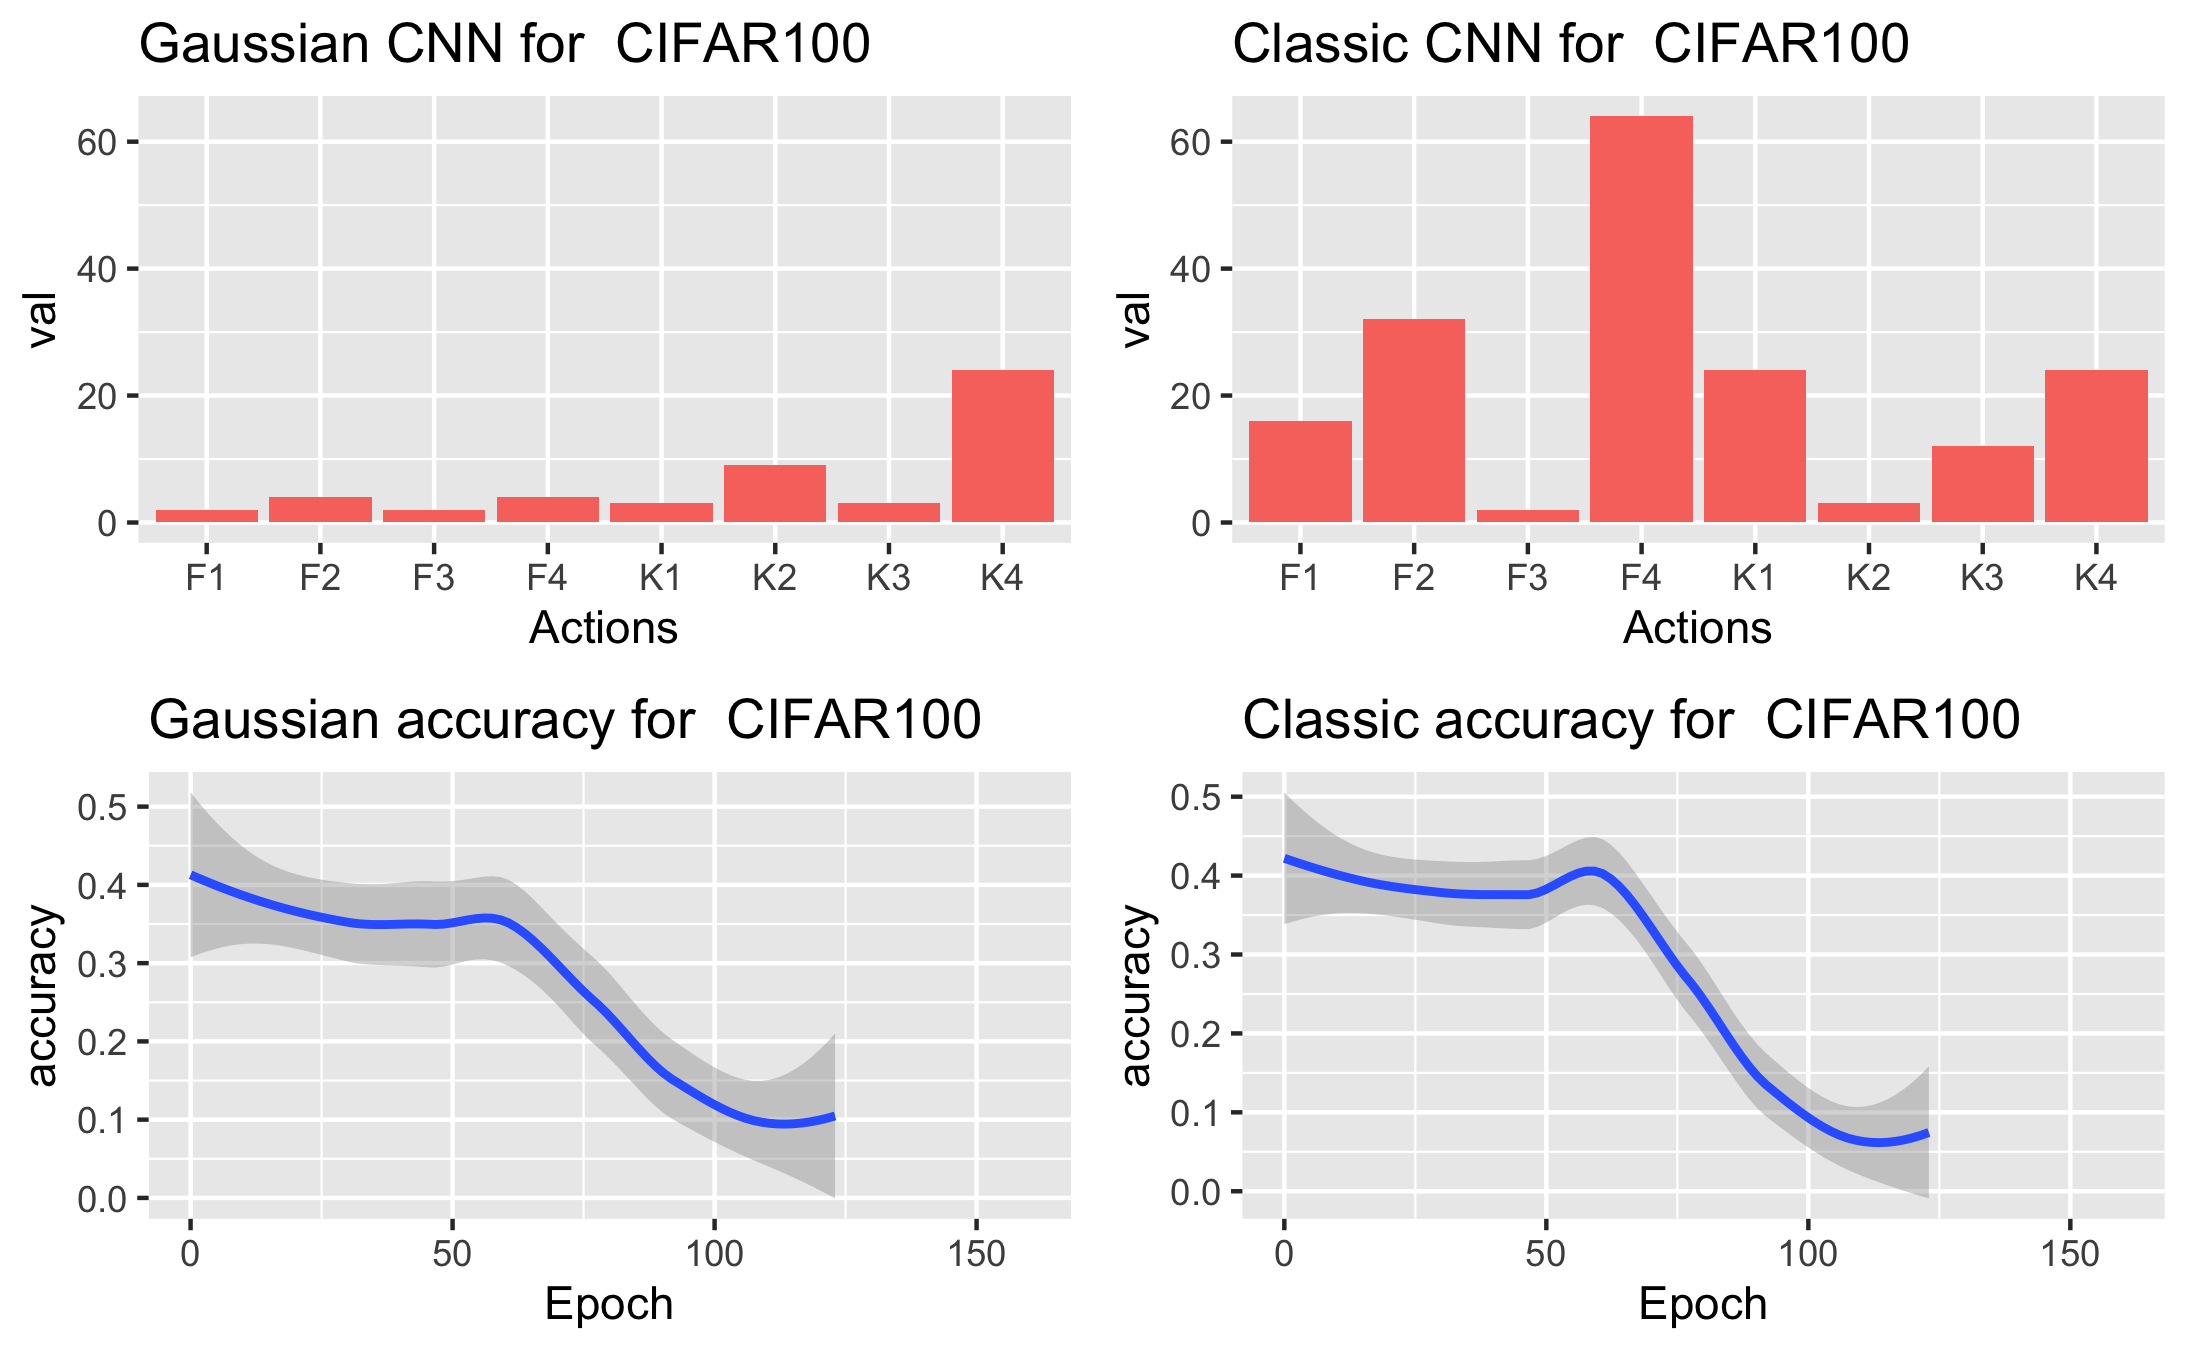 Gaussian CNN for  CIFAR100
60
40
20
0
val
F1 F2 F3 F4 K1 K2 K3 K4
Actions
Classic CNN for  CIFAR100
60
40
20
0
val
F1 F2 F3 F4 K1 K2 K3 K4
Actions
Gaussian accuracy for  CIFAR100
0.5
0.4
0.3
0.2
0.1
0.0
accuracy
0 50 100 150
Epoch
Classic accuracy for  CIFAR100
0.5
0.4
0.3
0.2
0.1
0.0
accuracy
0 50 100 150
Epoch